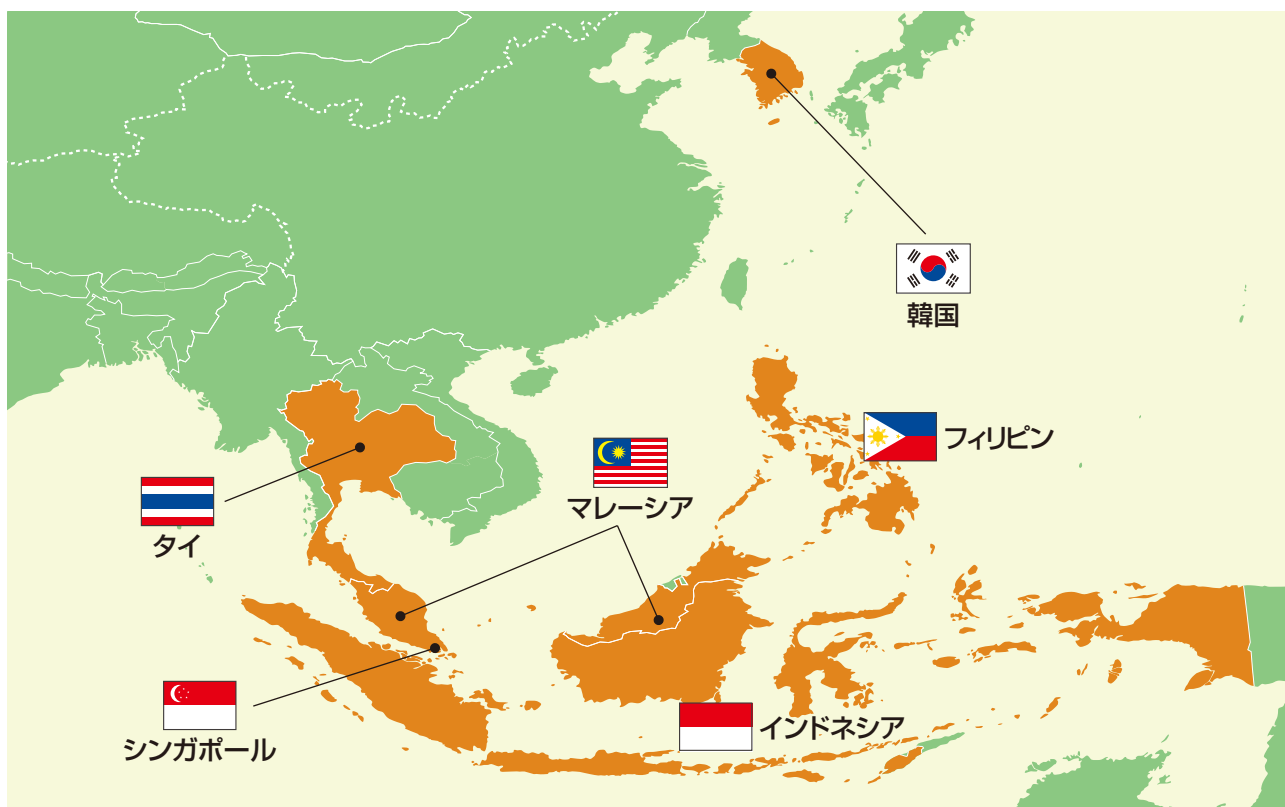 韓国
フィリピン
マレーシア
タイ
シンガポール
インドネシア